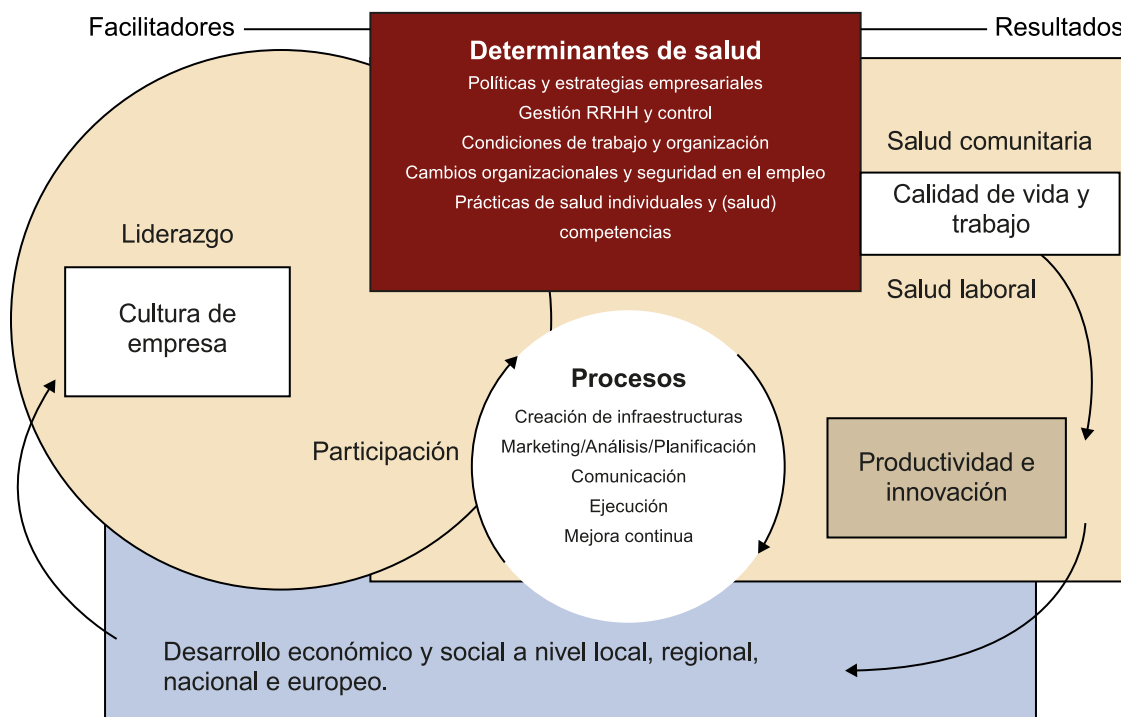 Facilitadores
Resultados
Determinantes de salud
Políticas y estrategias empresariales
Gestión RRHH y control
Condiciones de trabajo y organización
Cambios organizacionales y seguridad en el empleo
Prácticas de salud individuales y (salud)
competencias
Salud comunitaria
Calidad de vida y
trabajo
Salud laboral
Liderazgo
Cultura de
empresa
Participación
Procesos
Creación de infraestructuras
Marketing/Análisis/Planificación
Comunicación
Ejecución
Mejora continua
Productividad e
innovación
Desarrollo económico y social a nivel local, regional,
nacional e europeo.